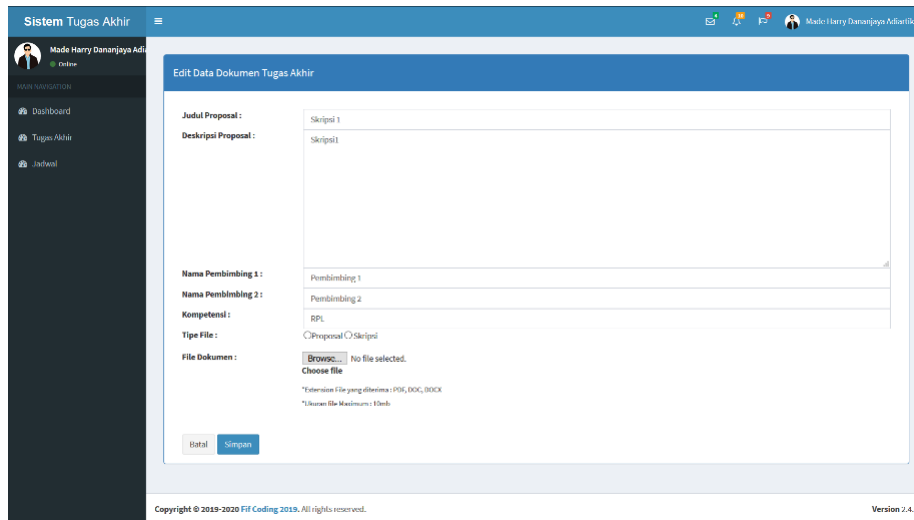 Sistem Tugas Akhir
Made Harry Dananjaya Adiartik
Made Harry Dananjaya Adi
Online
MAIN NAVIGATION
Dashboard
Tugas Akhir
Jadwal
Edit Data Dokumen Tugas Akhir
Judul Proposal :
Skripsi 1
Deskripsi Proposal :
Skripsi1
Nama Pembimbing 1 :
Pembimbing 1
Nama Pembimbing 2 :
Pembimbing 2
Kompetensi :
RPL
Tipe File :
Proposal Skripsi
File Dokumen :
Browse... No file selected.
Choose file
*Extension File yang diterima : PDF, DOC, DOCX
*Ukuran file Maximum : 10mb
Batal Simpan
Copyright © 2019-2020 Fif Coding 2019. All rights reserved.
Version 2.4.